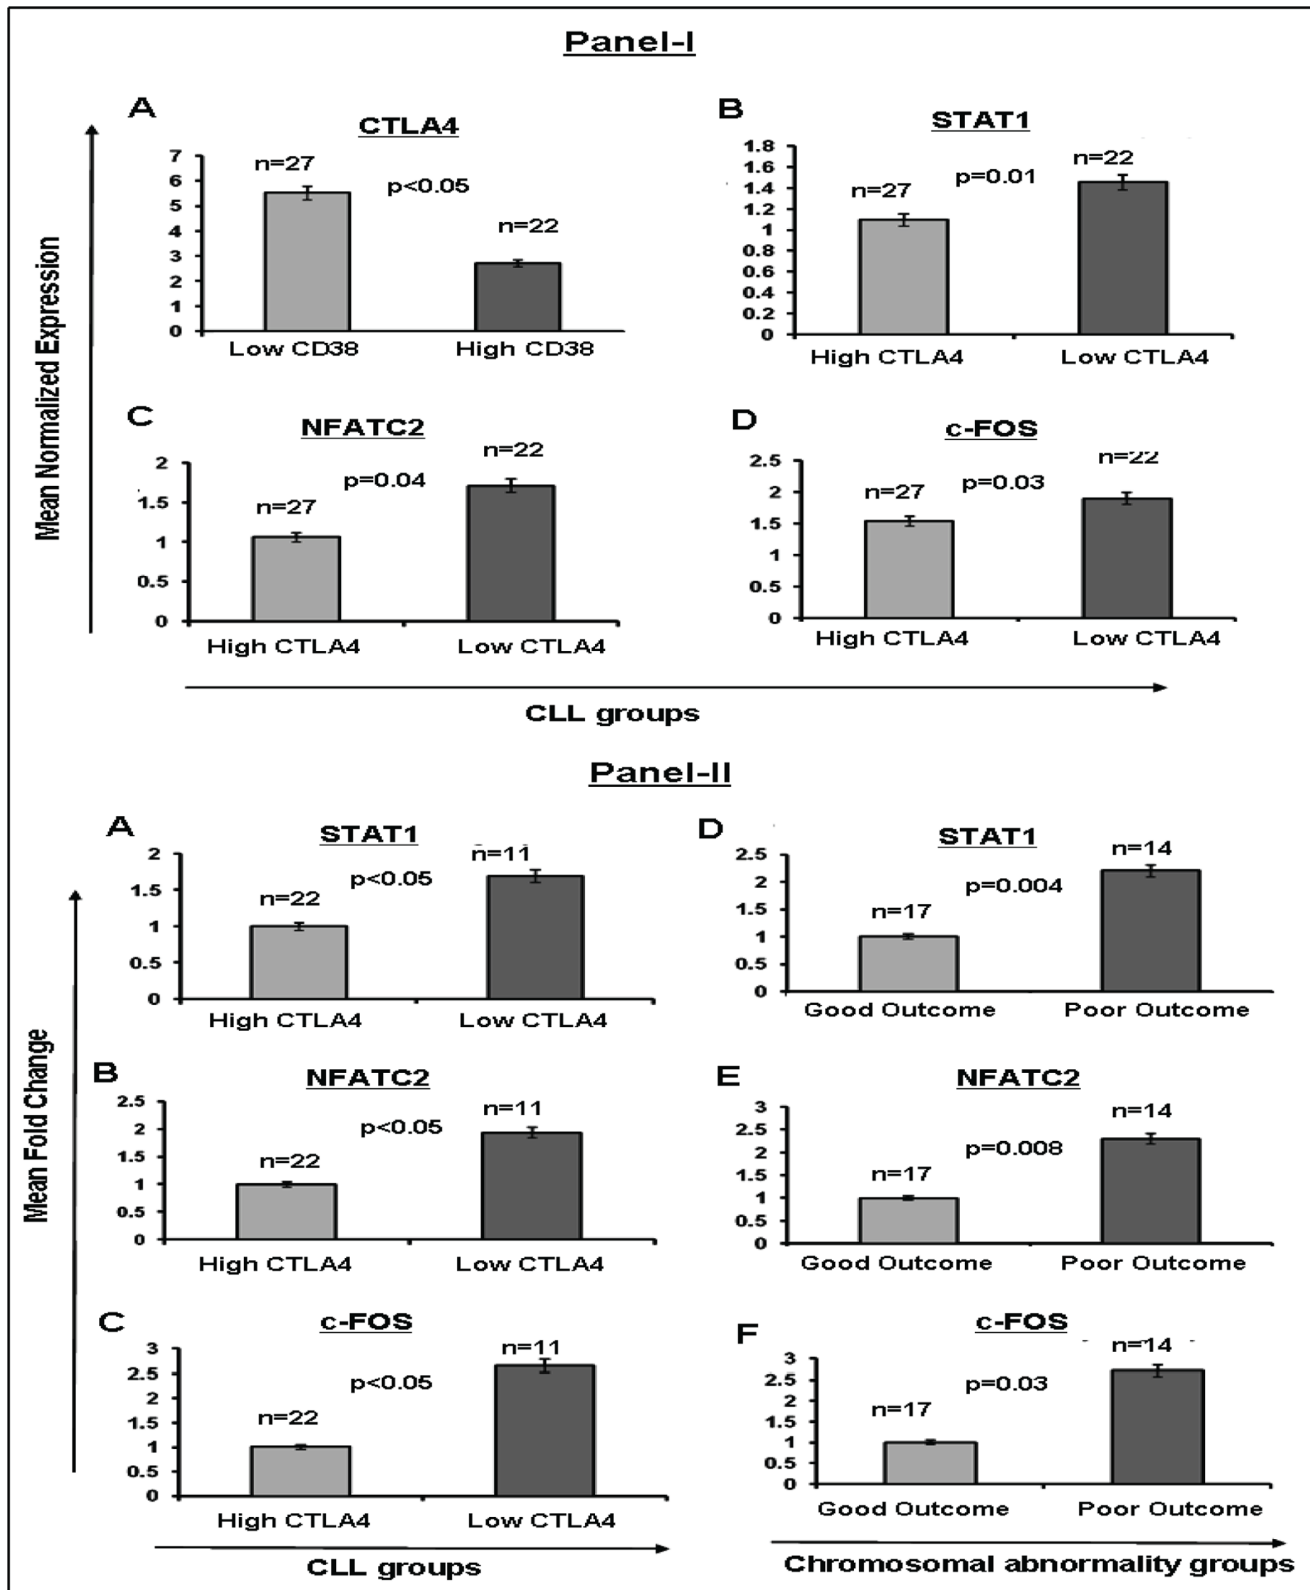 Panel-I
Mean Normalized Expression
A
CTLA4
7
6
5
4
3
2
1
0
n=27
p<0.05
n=22
Low CD38
High CD38
B
STAT1
1.8
1.6
1.4
1.2
1
0.8
0.6
0.4
0.2
0
n=27
p=0.01
n=22
High CTLA4
Low CTLA4
C
NFATC2
2
1.5
1
0.5
0
n=27
p=0.04
n=22
High CTLA4
Low CTLA4
D
c-FOS
2.5
2
1.5
1
0.5
0
n=27
p=0.03
n=22
High CTLA4
Low CTLA4
CLL groups
Panel-II
Mean Fold Change
A
STAT1
2
1.5
1
0.5
0
n=22
p<0.05
n=11
High CTLA4
Low CTLA4
D
STAT1
2.5
2
1.5
1
0.5
0
n=17
p=0.004
n=14
Good Outcome
Poor Outcome
B
NFATC2
2.5
2
1.5
1
0.5
0
n=22
p<0.05
n=11
High CTLA4
Low CTLA4
E
NFATC2
3
2.5
2
1.5
1
0.5
0
n=17
p=0.008
n=14
Good Outcome
Poor Outcome
C
c-FOS
3
2.5
2
1.5
1
0.5
0
n=22
p<0.05
n=11
High CTLA4
Low CTLA4
F
c-FOS
3
2.5
2
1.5
1
0.5
0
n=17
p=0.03
n=14
Good Outcome
Poor Outcome
CLL groups
Chromosomal abnormality groups